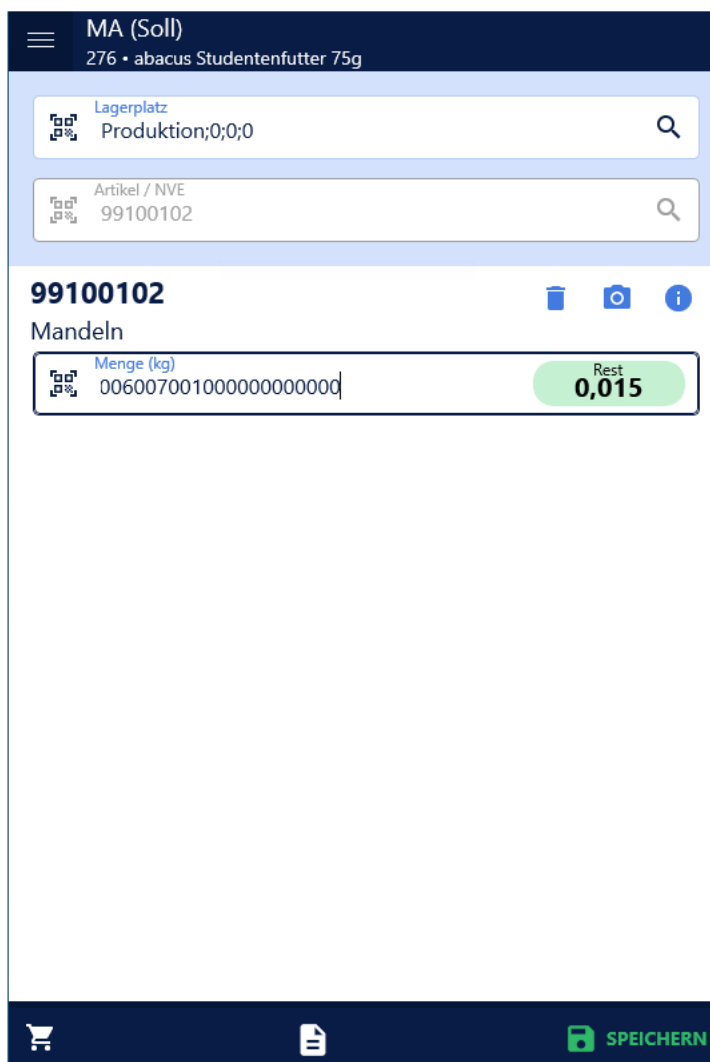 MA (Soll)
276 • abacus Studentenfutter 75g
Lagerplatz
Produktion;0;0;0
Artikel / NVE
99100102
99100102
Mandeln
Menge (kg)
006007001000000000000
Rest
0,015
SPEICHERN